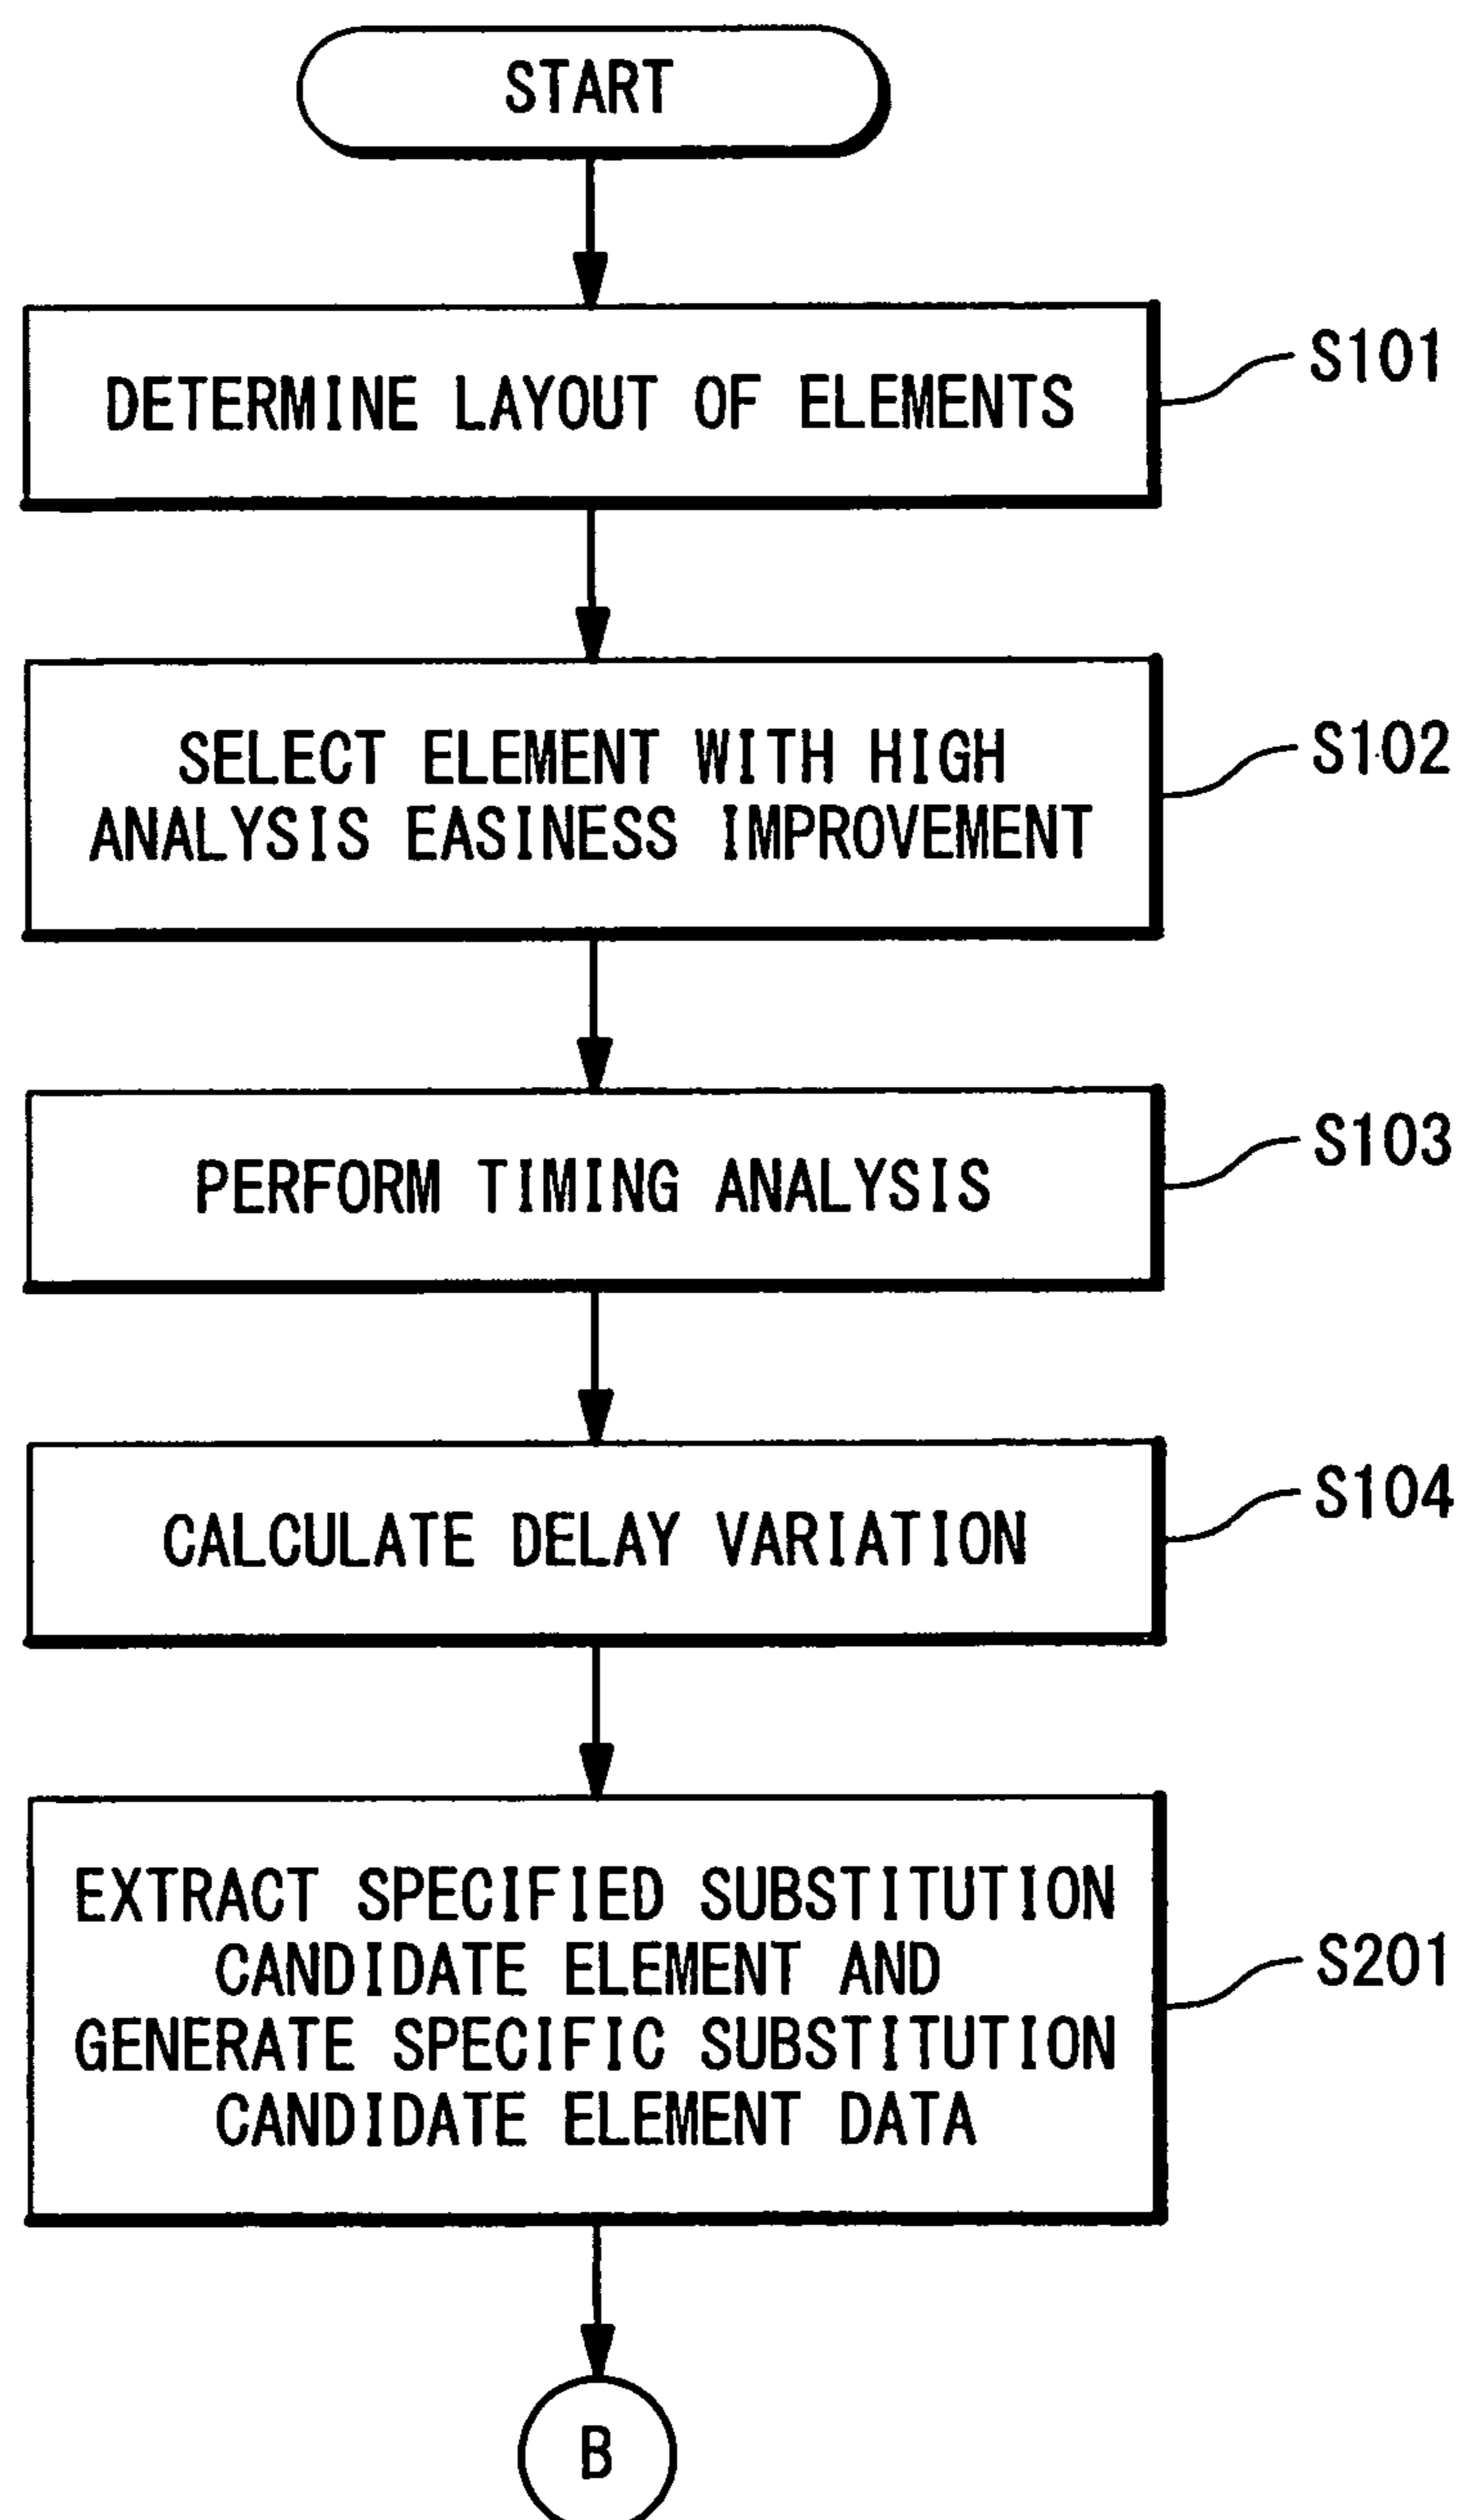 START
DETERMINE LAYOUT OF ELEMENTS
S101
SELECT ELEMENT WITH HIGH
ANALYSIS EASINESS IMPROVEMENT
S102
PERFORM TIMING ANALYSIS
S103
CALCULATE DELAY VARIATION
S104
EXTRACT SPECIFIED SUBSTITUTION
CANDIDATE ELEMENT AND
GENERATE SPECIFIC SUBSTITUTION
CANDIDATE ELEMENT DATA
S201
B